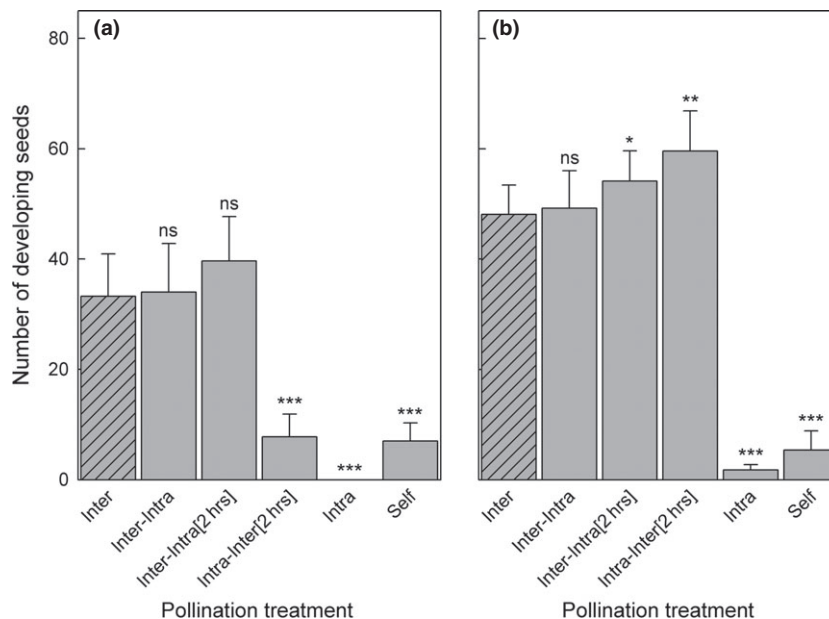 (a)
Number of developing seeds
80
60
40
20
0
ns
ns
***
***
***
Inter
Inter-Intra
Inter-Intra[2 hrs]
Intra-Inter[2 hrs]
Intra
Self
Pollination treatment
(b)
ns
*
**
***
***
Inter
Inter-Intra
Inter-Intra[2 hrs]
Intra-Inter[2 hrs]
Intra
Self
Pollination treatment